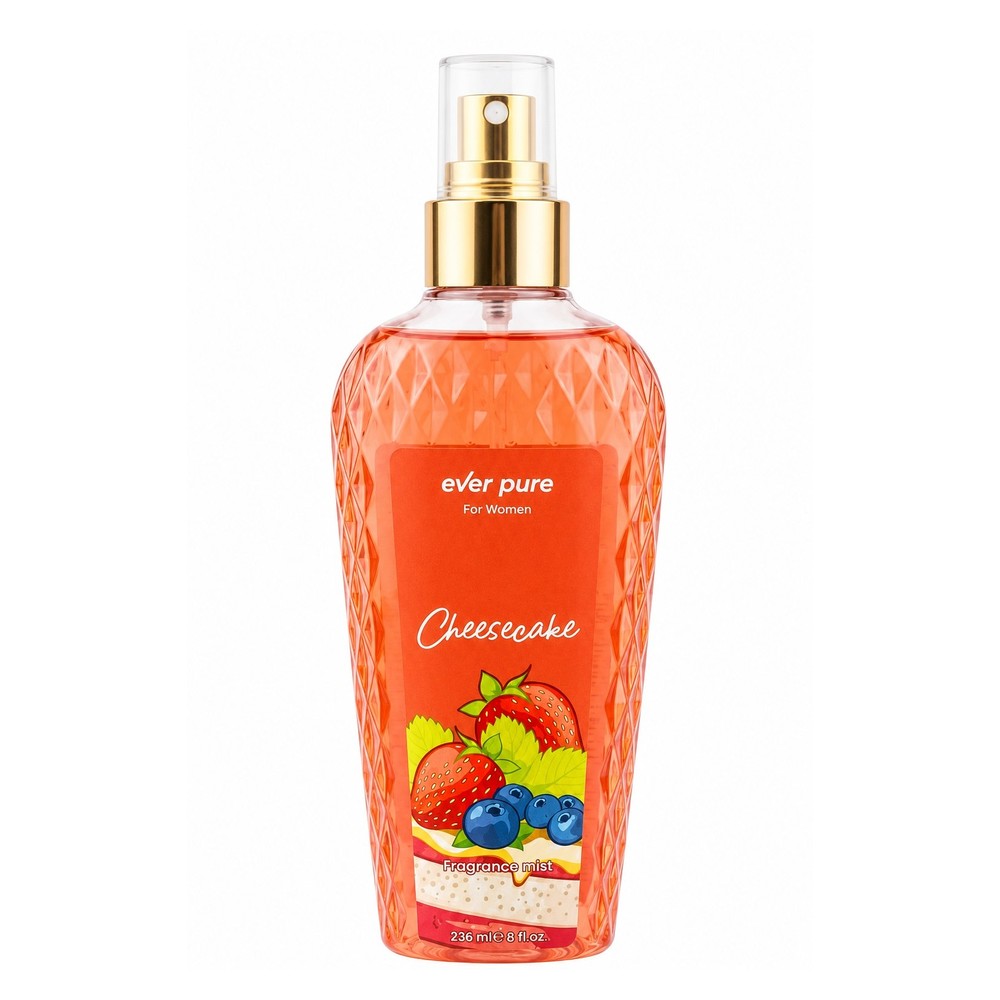 ever pure
For Women
Cheesecake
Fragrance mist
236 ml ℮ 8 fl.oz.